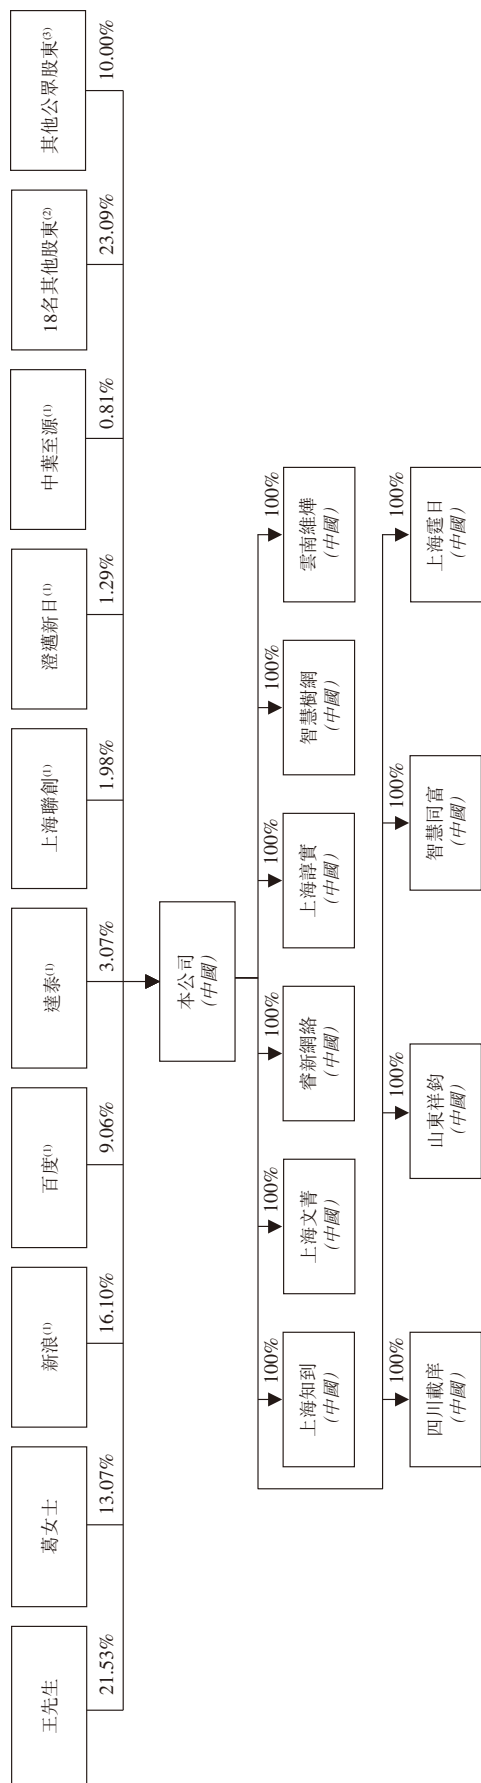 王先生
葛女士
新浪(1)
百度(1)
達泰(1)
上海聯創(1)
澄邁新日(1)
中葉至源(1)
18名其他股東(2)
其他公眾股東(3)
21.53%
13.07%
16.10%
9.06%
3.07%
1.98%
1.29%
0.81%
23.09%
10.00%
本公司
(中國)
100%
100%
100%
100%
100%
100%
上海知到
(中國)
上海文菁
(中國)
睿新網絡
(中國)
上海諄實
(中國)
智慧樹網
(中國)
雲南維燁
(中國)
100%
100%
100%
100%
四川載庠
(中國)
山東祥鈞
(中國)
智慧同富
(中國)
上海霆日
(中國)